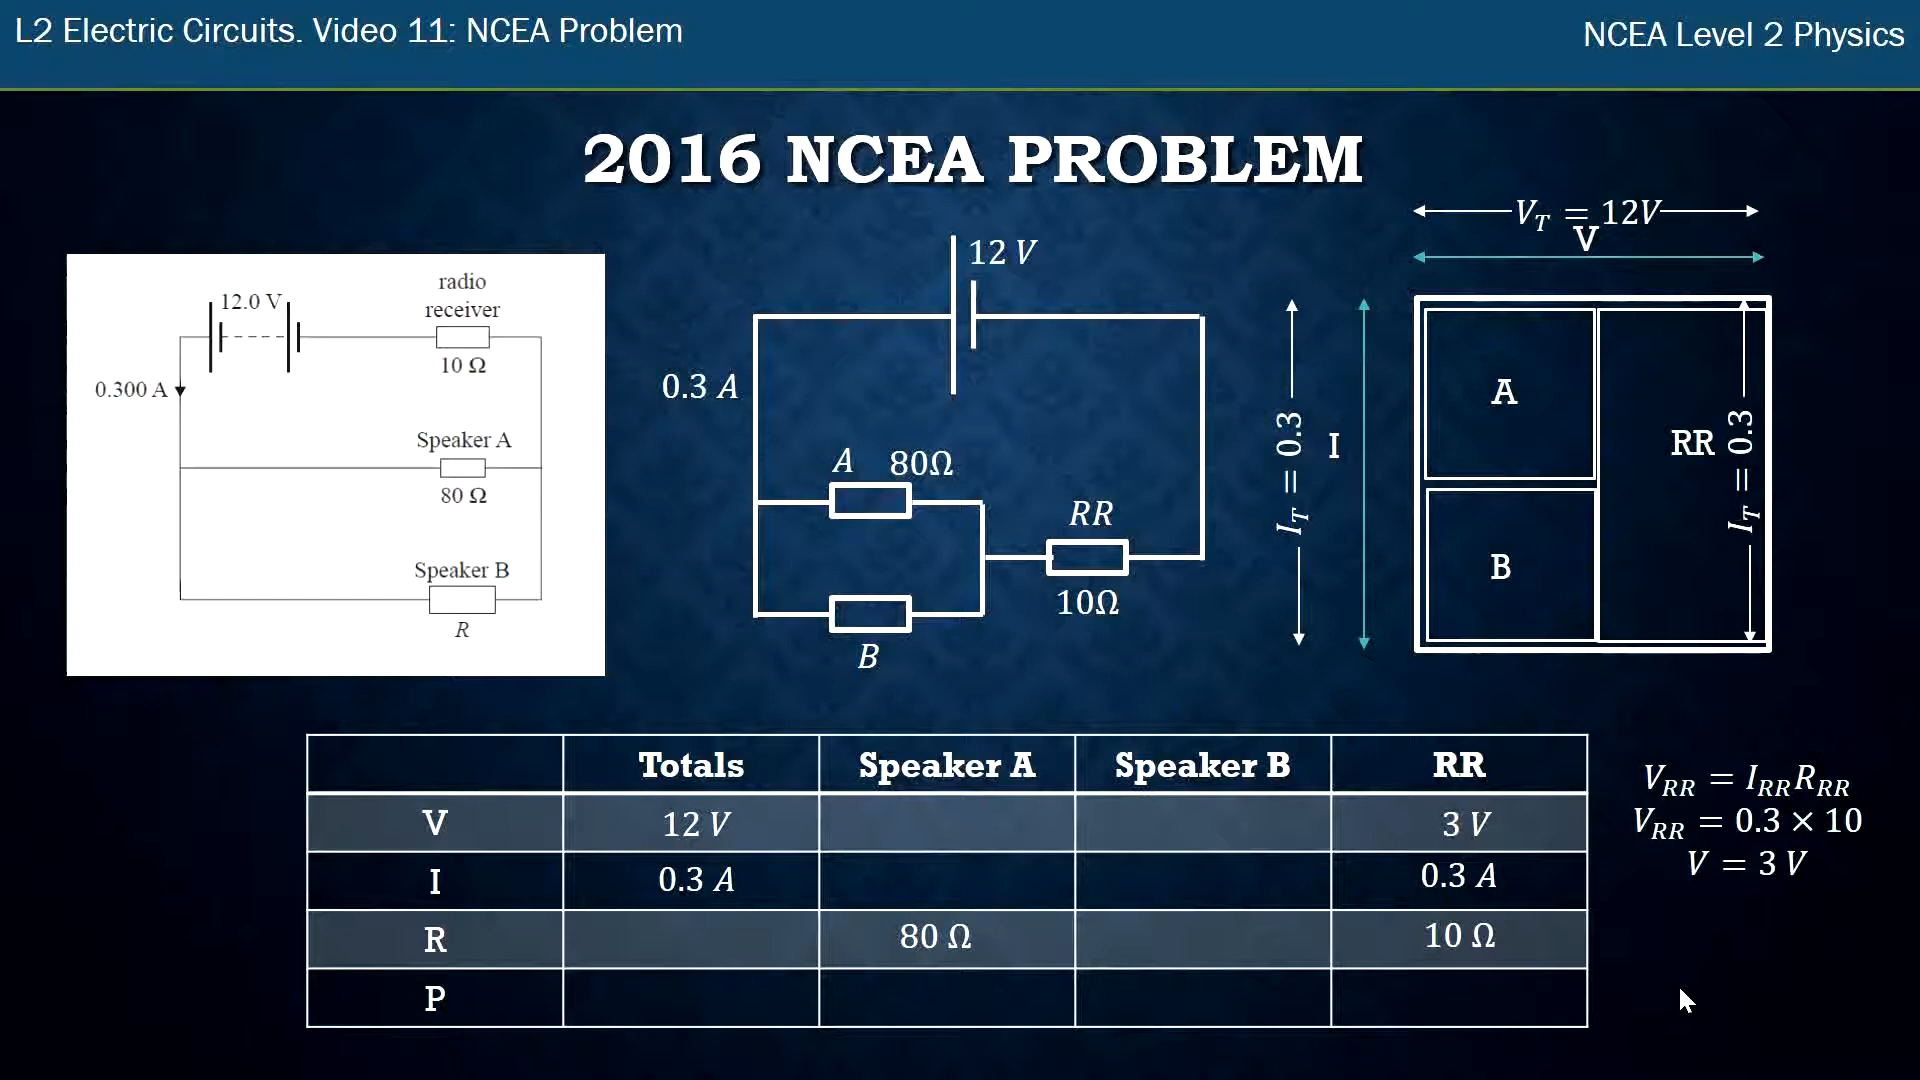 L2 Electric Circuits. Video 11: NCEA Problem
NCEA Level 2 Physics
2016 NCEA PROBLEM
12.0 V
radio
receiver
10 Ω
0.300 A
Speaker A
80 Ω
Speaker B
R
12 V
0.3 A
A 80Ω
RR
10Ω
B
V_T = 12V
V
I_T = 0.3
I
A
B
RR
I_T = 0.3
Totals Speaker A Speaker B RR
V 12 V 3 V
I 0.3 A 0.3 A
R 80 Ω 10 Ω
P
V_RR = I_RR R_RR
V_RR = 0.3 × 10
V = 3 V